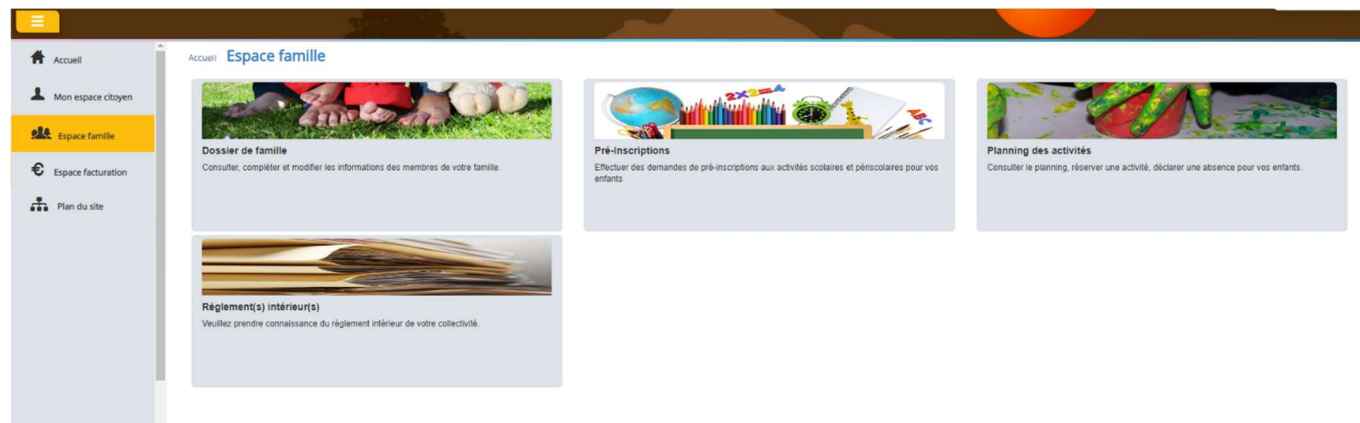 Accueil
Mon espace citoyen
Espace famille
Espace facturation
Plan du site
Accueil Espace famille
Dossier de famille
Consulter, compléter et modifier les informations des membres de votre famille.
2X2=4
ABC
Pré-Inscriptions
Effectuer des demandes de pré-inscriptions aux activités scolaires et périscolaires pour vos
enfants
Planning des activités
Consulter le planning, réserver une activité, déclarer une absence pour vos enfants.
Règlement(s) intérieur(s)
Veuillez prendre connaissance du règlement intérieur de votre collectivité.